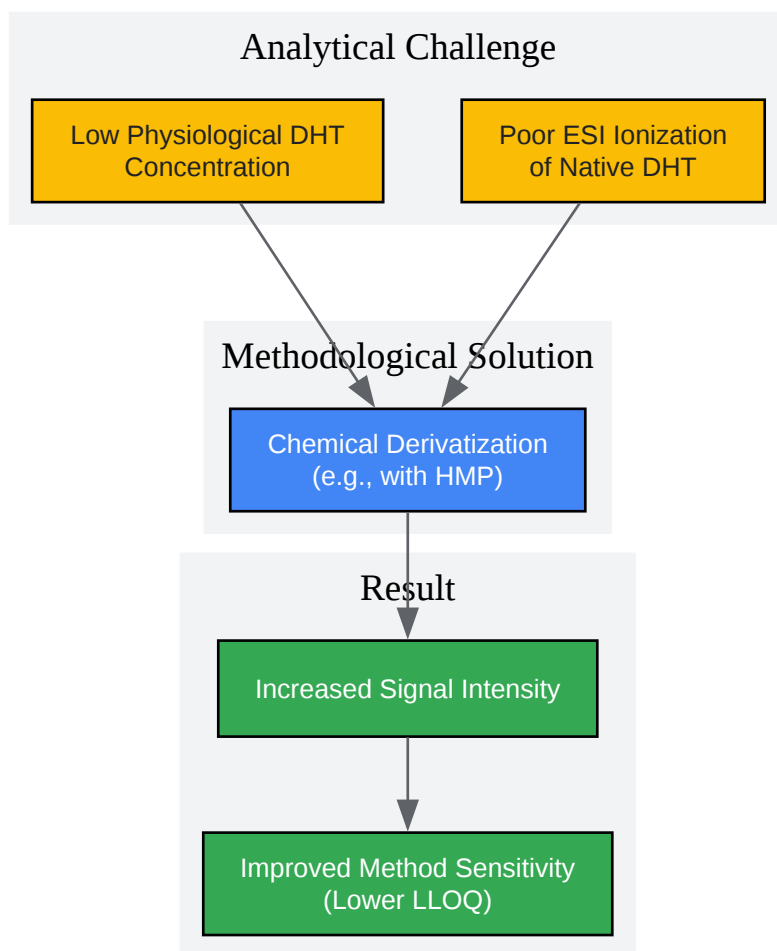 Analytical Challenge
Low Physiological DHT
Concentration
Poor ESI Ionization
of Native DHT
Methodological Solution
Chemical Derivatization
(e.g., with HMP)
Result
Increased Signal Intensity
Improved Method Sensitivity
(Lower LLOQ)